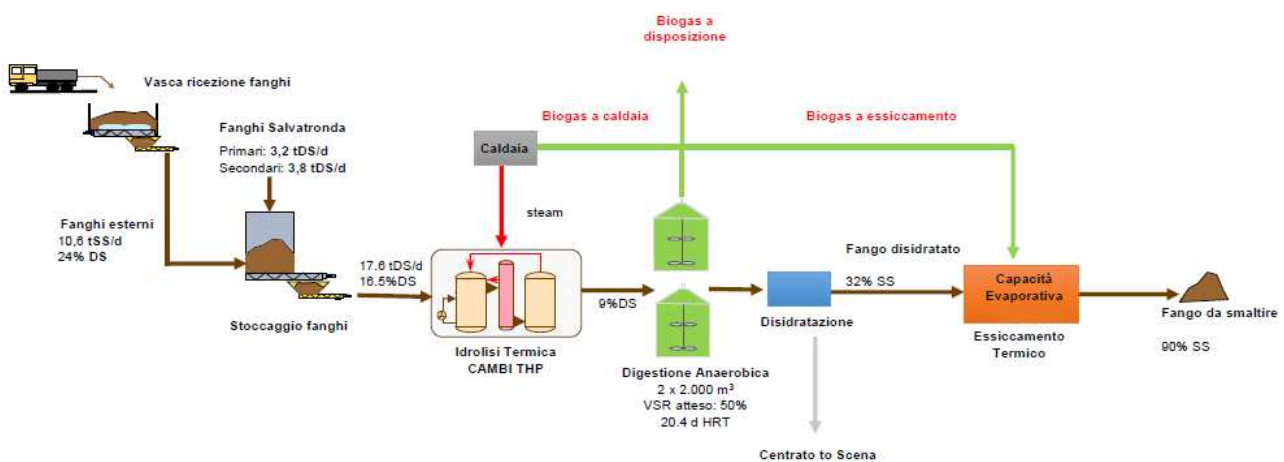 Biogas a
disposizione
Vasca ricezione fanghi
Fanghi Salvatronda
Primari: 3,2 tDS/d
Secondari: 3,8 tDS/d
Biogas a caldaia
Biogas a essiccamento
Caldaia
steam
Fanghi esterni
10,6 tSS/d
24% DS
17.6 tDS/d
16.5%DS
Stoccaggio fanghi
9%DS
Idrolisi Termica
CAMBI THP
Digestione Anaerobica
2 x 2.000 m³
VSR atteso: 50%
20.4 d HRT
Disidratazione
Fango disidratato
32% SS
Capacità
Evaporativa
Essiccamento
Termico
Fango da smaltire
90% SS
Centrato to Scena